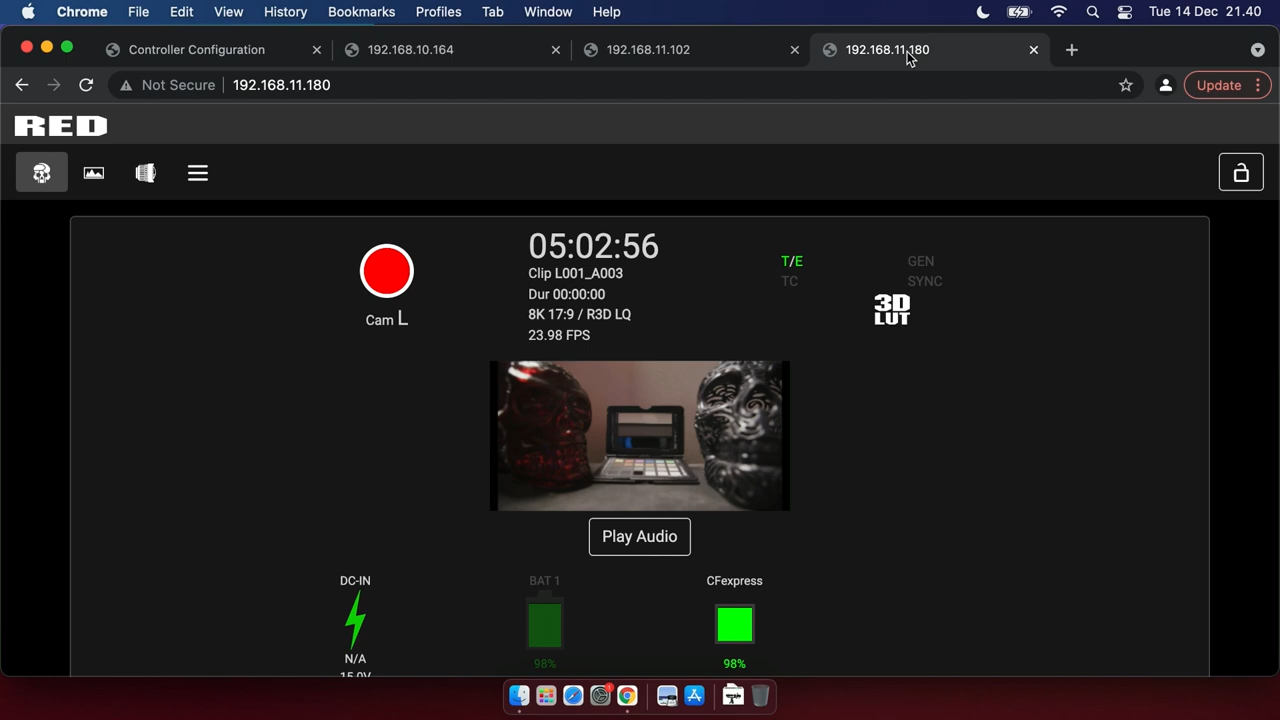 Chrome File Edit View History Bookmarks Profiles Tab Window Help Tue 14 Dec 21.40
Controller Configuration 192.168.10.164 192.168.11.102 192.168.11.180
Not Secure 192.168.11.180 Update
RED
05:02:56
Clip L001_A003
Dur 00:00:00
8K 17:9 / R3D LQ
23.98 FPS
Cam L
T/E GEN
TC SYNC
3D
LUT
Play Audio
DC-IN BAT 1 CFexpress
N/A 98% 98%
15.0V